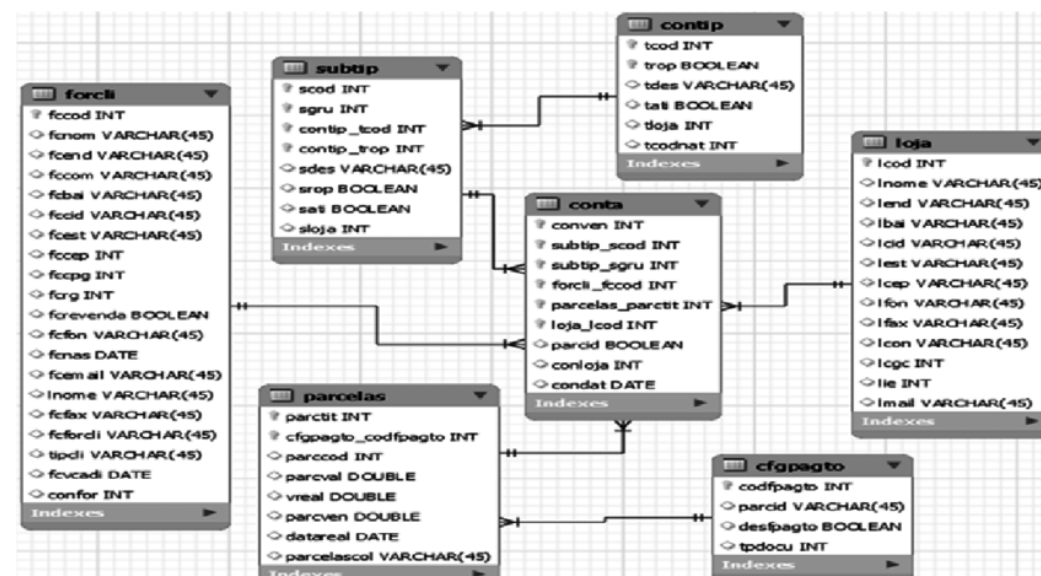 forcli
fccod INT
fcnom VARCHAR(45)
fcend VARCHAR(45)
fccom VARCHAR(45)
fcbai VARCHAR(45)
fccid VARCHAR(45)
fcest VARCHAR(45)
fccep INT
fccpg INT
fcrg INT
fcrevenda BOOLEAN
fcfon VARCHAR(45)
fcnas DATE
fcemail VARCHAR(45)
lnome VARCHAR(45)
fcfax VARCHAR(45)
fcforcli VARCHAR(45)
tipcli VARCHAR(45)
fcvcadi DATE
confor INT
Indexes
subtip
scod INT
sgru INT
contip_tcod INT
contip_trop INT
sdes VARCHAR(45)
srop BOOLEAN
sati BOOLEAN
sloja INT
Indexes
contip
tcod INT
trop BOOLEAN
tdes VARCHAR(45)
tati BOOLEAN
tloja INT
tcodnat INT
Indexes
conta
conven INT
subtip_scod INT
subtip_sgru INT
forcli_fccod INT
parcelas_parctit INT
loja_lcod INT
parcid BOOLEAN
conloja INT
condat DATE
Indexes
loja
lcod INT
lnome VARCHAR(45)
lend VARCHAR(45)
lbai VARCHAR(45)
lcid VARCHAR(45)
lest VARCHAR(45)
lcep VARCHAR(45)
lfon VARCHAR(45)
lfax VARCHAR(45)
lcon VARCHAR(45)
lcgc INT
lie INT
lmail VARCHAR(45)
Indexes
parcelas
parctit INT
cfgpagto_codfpagto INT
parccod INT
parcval DOUBLE
vreal DOUBLE
parcven DOUBLE
datareal DATE
parcelascol VARCHAR(45)
Indexes
cfgpagto
codfpagto INT
parcid VARCHAR(45)
desfpagto BOOLEAN
tpdocu INT
Indexes